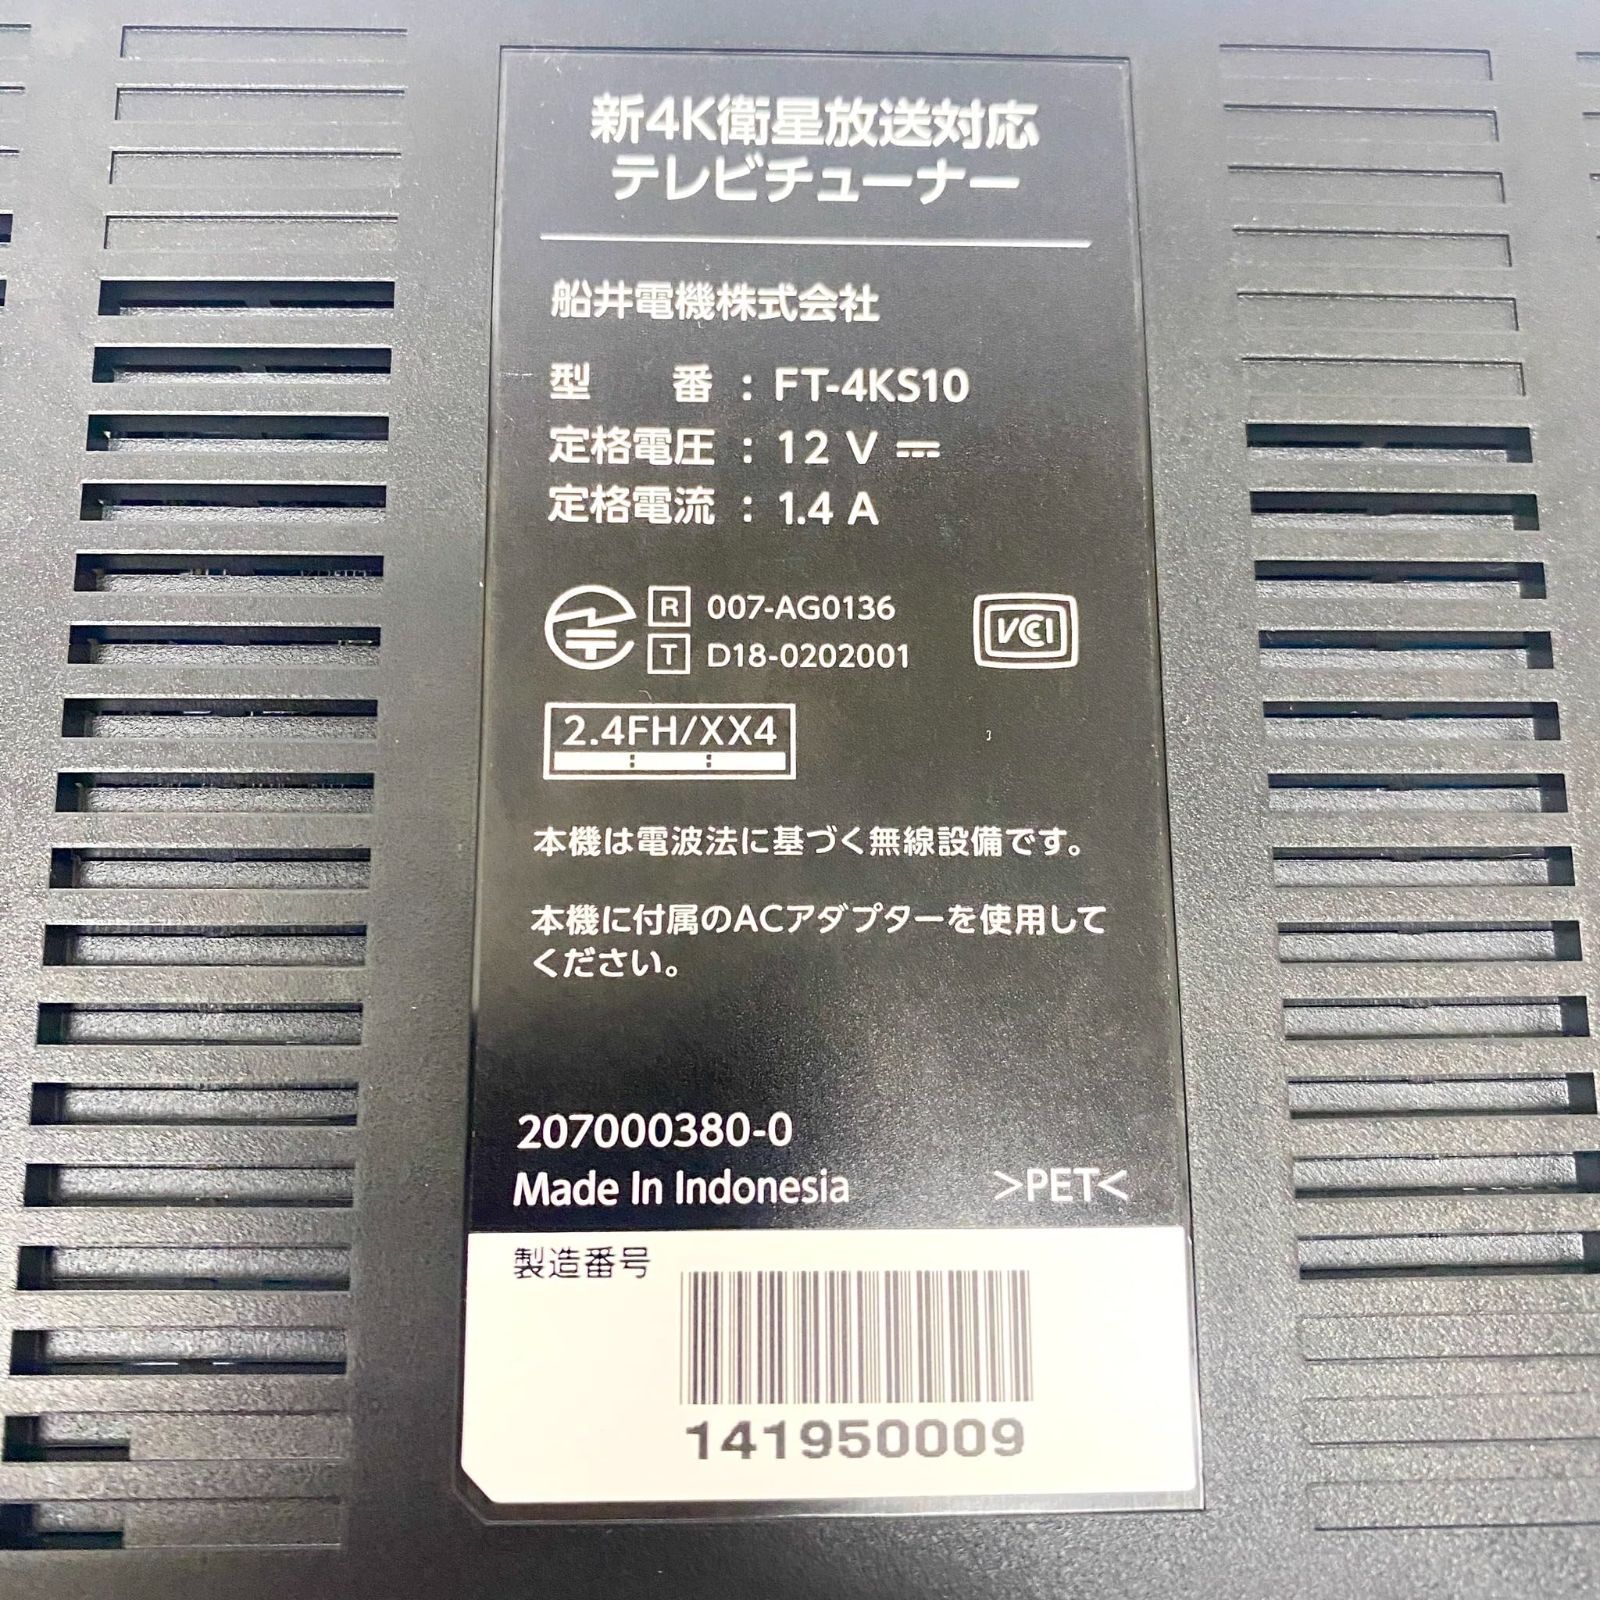 新4K衛星放送対応
テレビチューナー
船井電機株式会社
型 番 : FT-4KS10
定格電圧 : 12 V ⎓
定格電流 : 1.4 A
R 007-AG0136
T D18-0202001
VCCI
2.4FH/XX4
本機は電波法に基づく無線設備です。
本機に付属のACアダプターを使用して
ください。
207000380-0
Made In Indonesia >PET<
製造番号
141950009